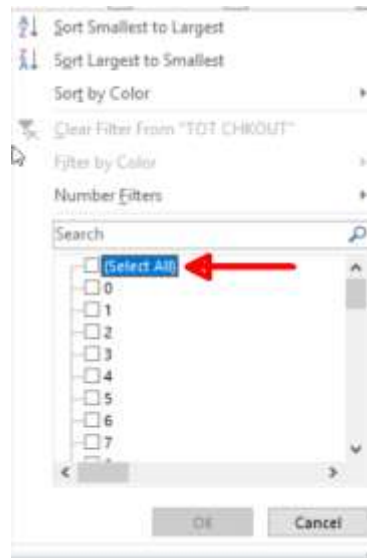 Sort Smallest to Largest
Sort Largest to Smallest
Sort by Color
Clear Filter From "TOT CHKOUT"
Filter by Color
Number Filters
Search
(Select All)
0
1
2
3
4
5
6
7
OK
Cancel